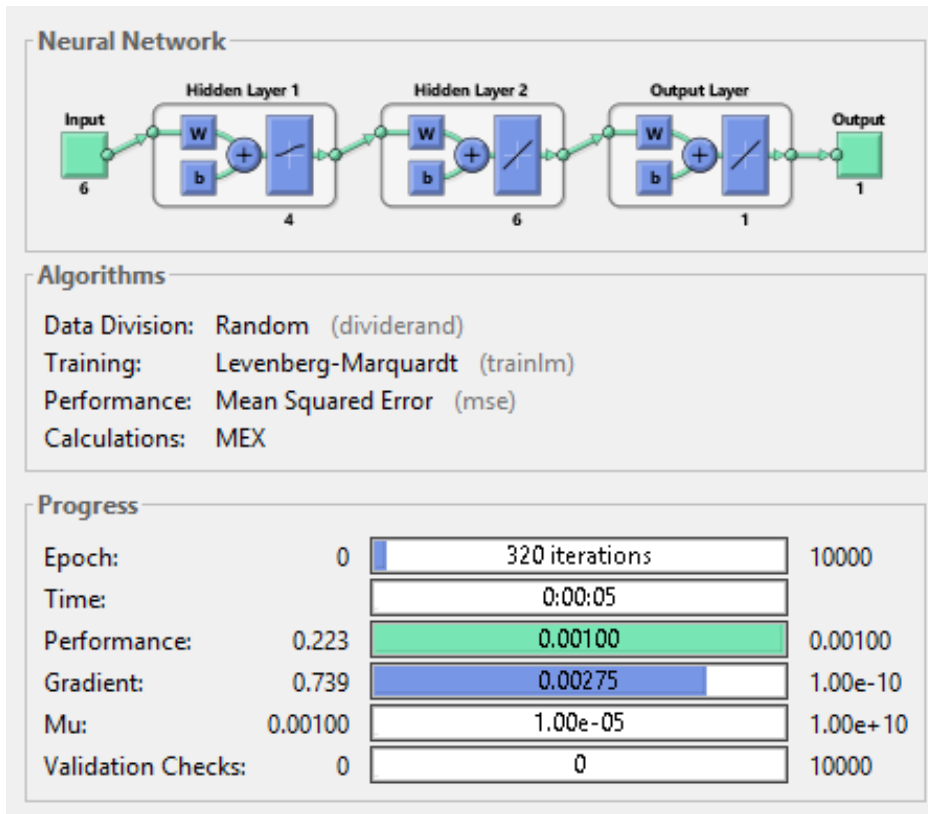 Neural Network
Hidden Layer 1 Hidden Layer 2 Output Layer
Input Output
W W W
+ + +
b b b
6 1
4 6 1
Algorithms
Data Division: Random (dividerand)
Training: Levenberg-Marquardt (trainlm)
Performance: Mean Squared Error (mse)
Calculations: MEX
Progress
Epoch: 0 320 iterations 10000
Time: 0:00:05
Performance: 0.223 0.00100 0.00100
Gradient: 0.739 0.00275 1.00e-10
Mu: 0.00100 1.00e-05 1.00e+10
Validation Checks: 0 0 10000